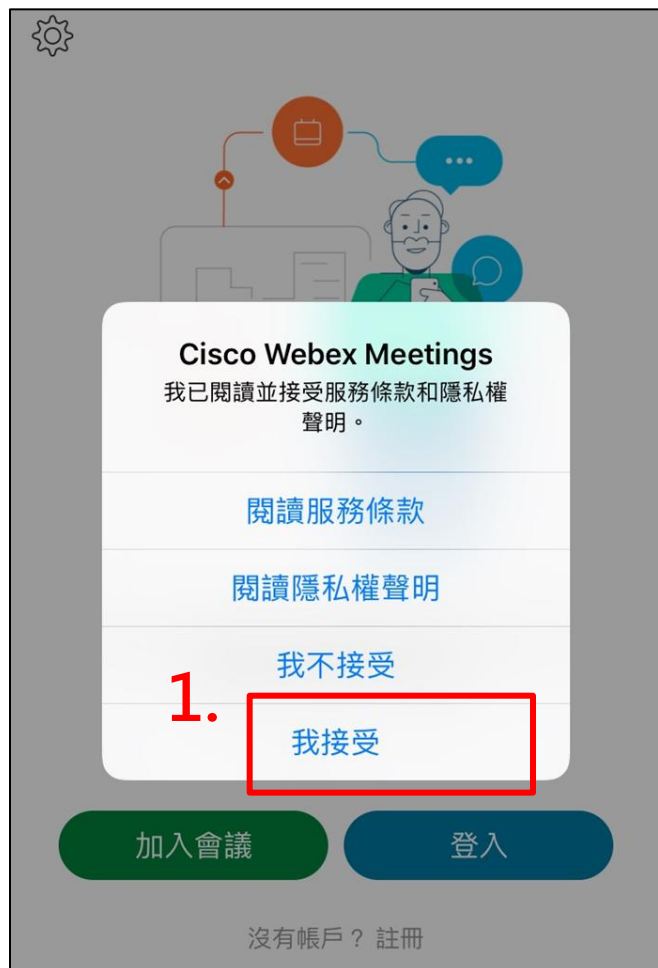 Cisco Webex Meetings
我已閱讀並接受服務條款和隱私權
聲明。
閱讀服務條款
閱讀隱私權聲明
我不接受
1.
我接受
加入會議
登入
沒有帳戶？ 註冊